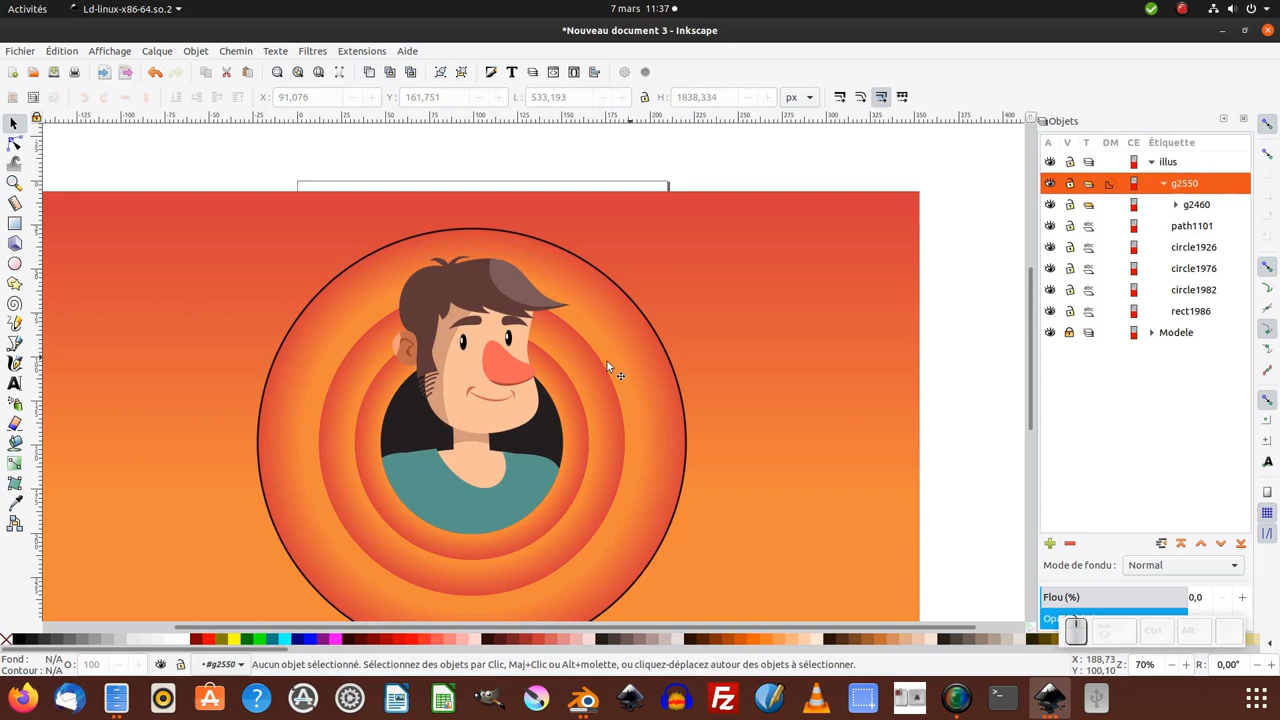 Activités
Ld-linux-x86-64.so.2
7 mars 11:37
*Nouveau document 3 - Inkscape
Fichier Édition Affichage Calque Objet Chemin Texte Filtres Extensions Aide
X: 91,076 Y: 161,751 L: 533,193 H: 1838,334 px
Objets
A V T DM CE Étiquette
illus
g2550
g2460
path1101
circle1926
circle1976
circle1982
rect1986
Modele
Mode de fondu : Normal
Flou (%) 0,0
Ctrl Alt
Fond : N/A
Contour : N/A
O : 100
•#g2550
Aucun objet sélectionné. Sélectionnez des objets par Clic, Maj+Clic ou Alt+molette, ou cliquez-déplacez autour des objets à sélectionner.
X: 188,73
Y: 100,10
Z: 70%
R: 0,00°